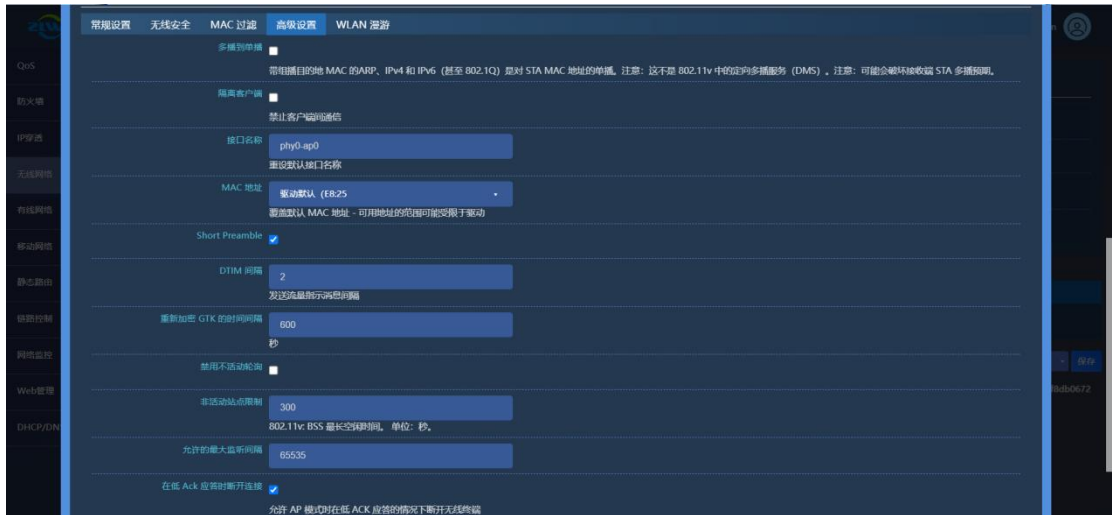 常规设置 无线安全 MAC 过滤 高级设置 WLAN 漫游
多播到单播
带组播目的地 MAC 的ARP、IPv4 和 IPv6（甚至 802.1Q）是对 STA MAC 地址的单播。注意：这不是 802.11v 中的定向多播服务（DMS）。注意：可能会破坏接收端 STA 多播预期。
QoS
隔离客户端
防火墙
禁止客户端间通信
IP穿透
接口名称
phy0-ap0
重设默认接口名称
无线网络
MAC 地址
驱动默认 (E8:25
有线网络
覆盖默认 MAC 地址 - 可用地址的范围可能受限于驱动
Short Preamble
移动网络
DTIM 间隔
2
静态路由
发送流量指示消息间隔
重新加密 GTK 的时间间隔
600
链路控制
秒
网络监控
保存
禁用不活动轮询
Web管理
f8db0672
非活动站点限制
300
802.11v: BSS 最长空闲时间。 单位：秒。
DHCP/DN
允许的最大监听间隔
65535
在低 Ack 应答时断开连接
允许 AP 模式时在低 ACK 应答的情况下断开无线终端